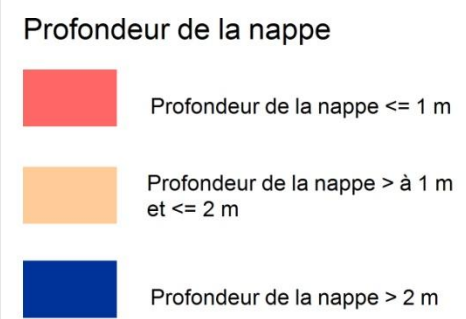 Profondeur de la nappe
Profondeur de la nappe <= 1 m
Profondeur de la nappe > à 1 m
et <= 2 m
Profondeur de la nappe > 2 m